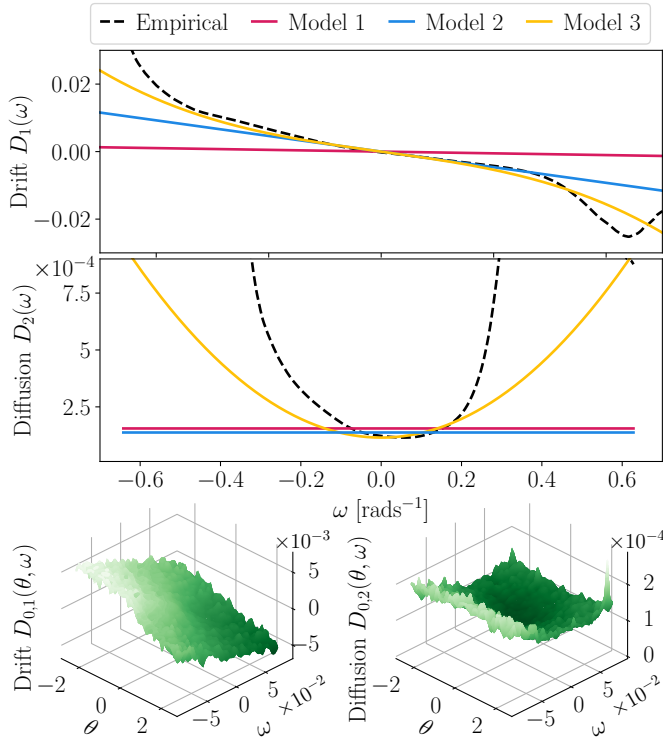 Empirical Model 1 Model 2 Model 3
Drift D₁(ω)
0.02
0.00
−0.02
×10⁻⁴
Diffusion D₂(ω)
7.5
2.5
−0.6 −0.4 −0.2 0.0 0.2 0.4 0.6
ω [rads⁻¹]
Drift D₀,₁(θ, ω)
×10⁻³
5
0
−5
−2 0 2
θ
−5 0 5
×10⁻²
ω
Diffusion D₀,₂(θ, ω)
×10⁻⁴
2
1
0
−2 0 2
θ
−5 0 5
×10⁻²
ω